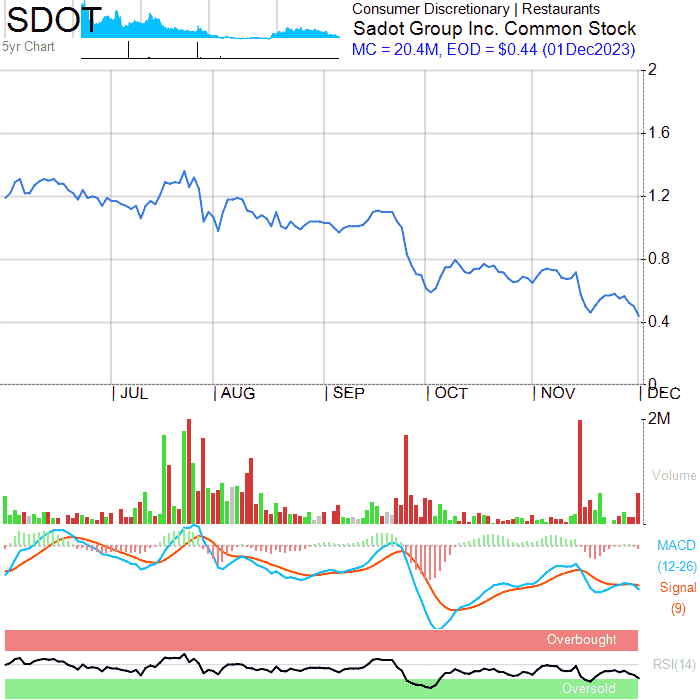 SDOT
5yr Chart
Consumer Discretionary | Restaurants
Sadot Group Inc. Common Stock
MC = 20.4M, EOD = $0.44 (01Dec2023)
2
1.6
1.2
0.8
0.4
0
JUL AUG SEP OCT NOV DEC
2M
Volume
MACD
(12-26)
Signal
(9)
Overbought
RSI(14)
Oversold